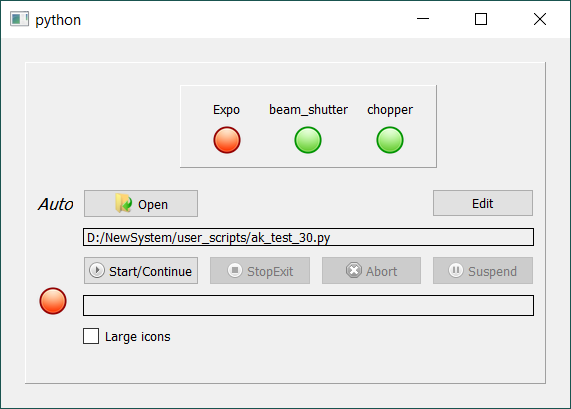 python
Expo beam_shutter chopper
Auto Open Edit
D:/NewSystem/user_scripts/ak_test_30.py
Start/Continue StopExit Abort Suspend
Large icons